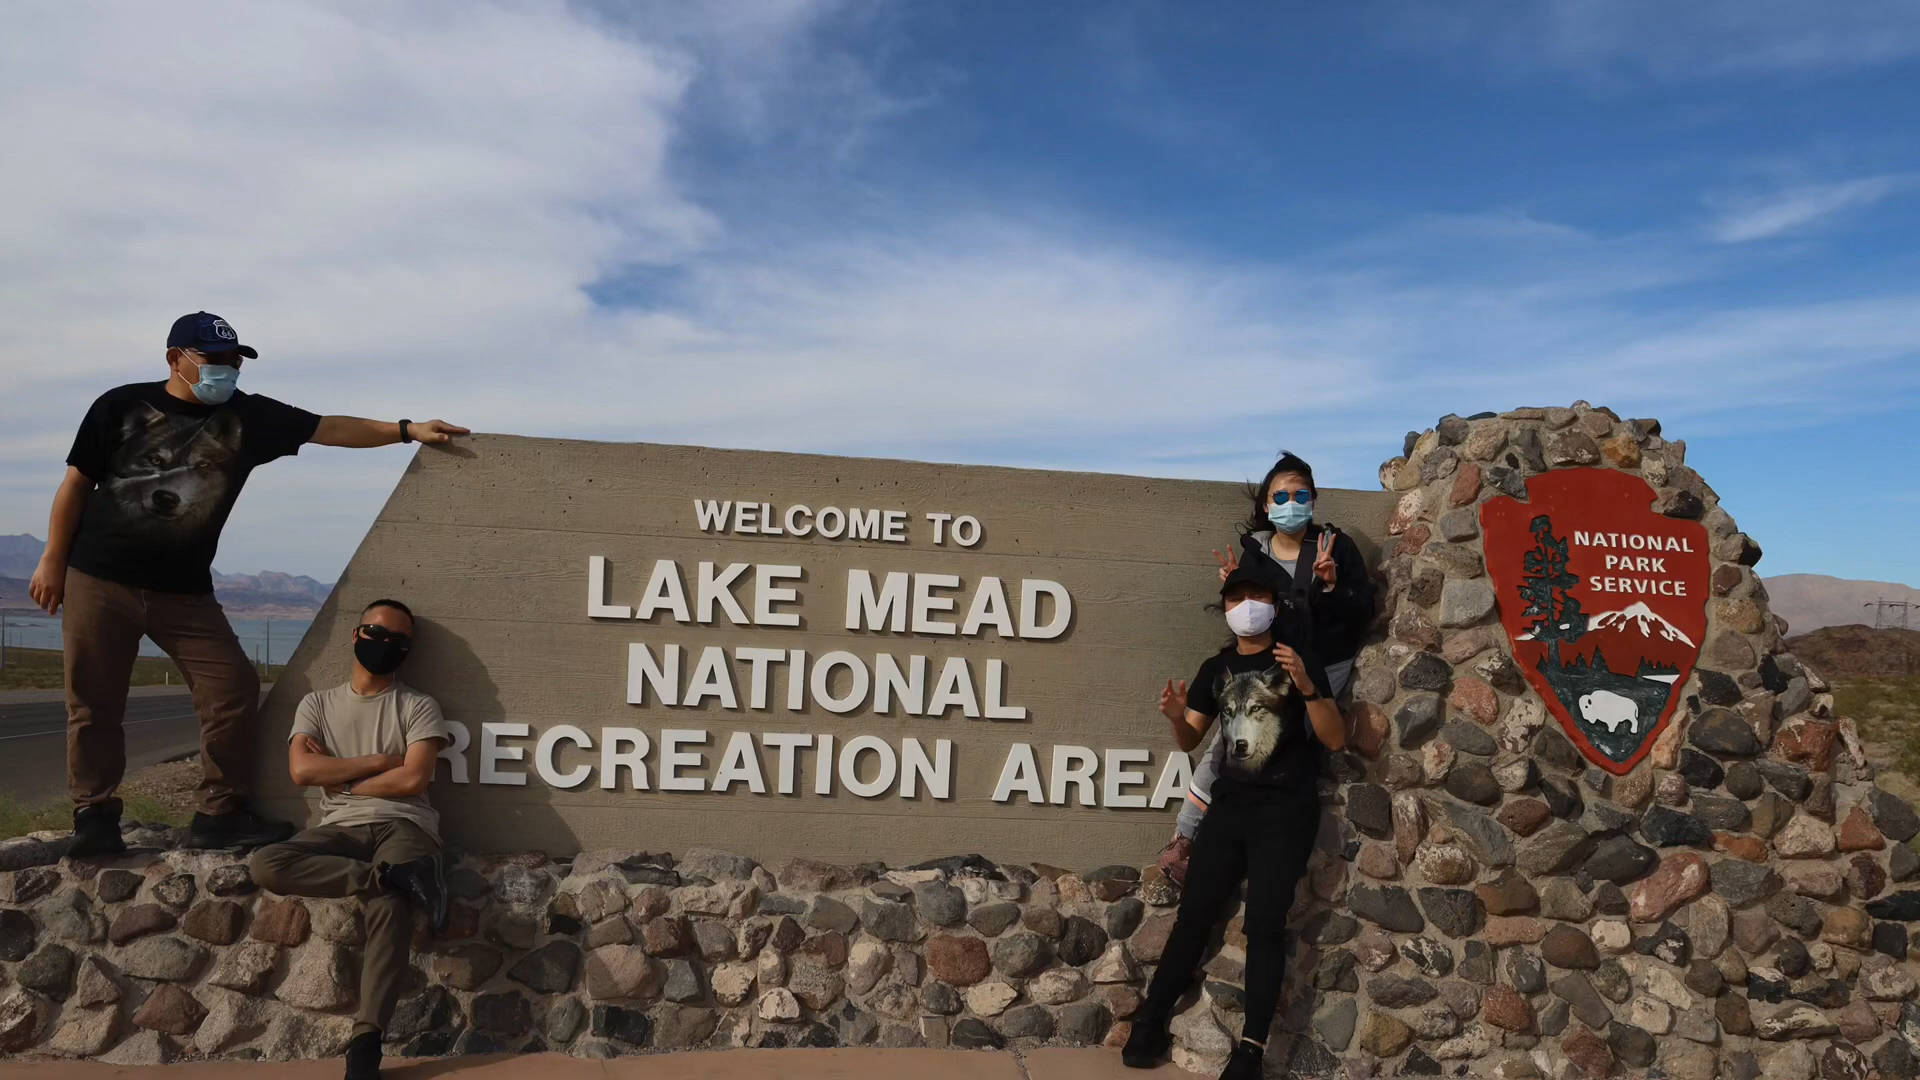 WELCOME TO
LAKE MEAD
NATIONAL
RECREATION AREA
NATIONAL
PARK
SERVICE